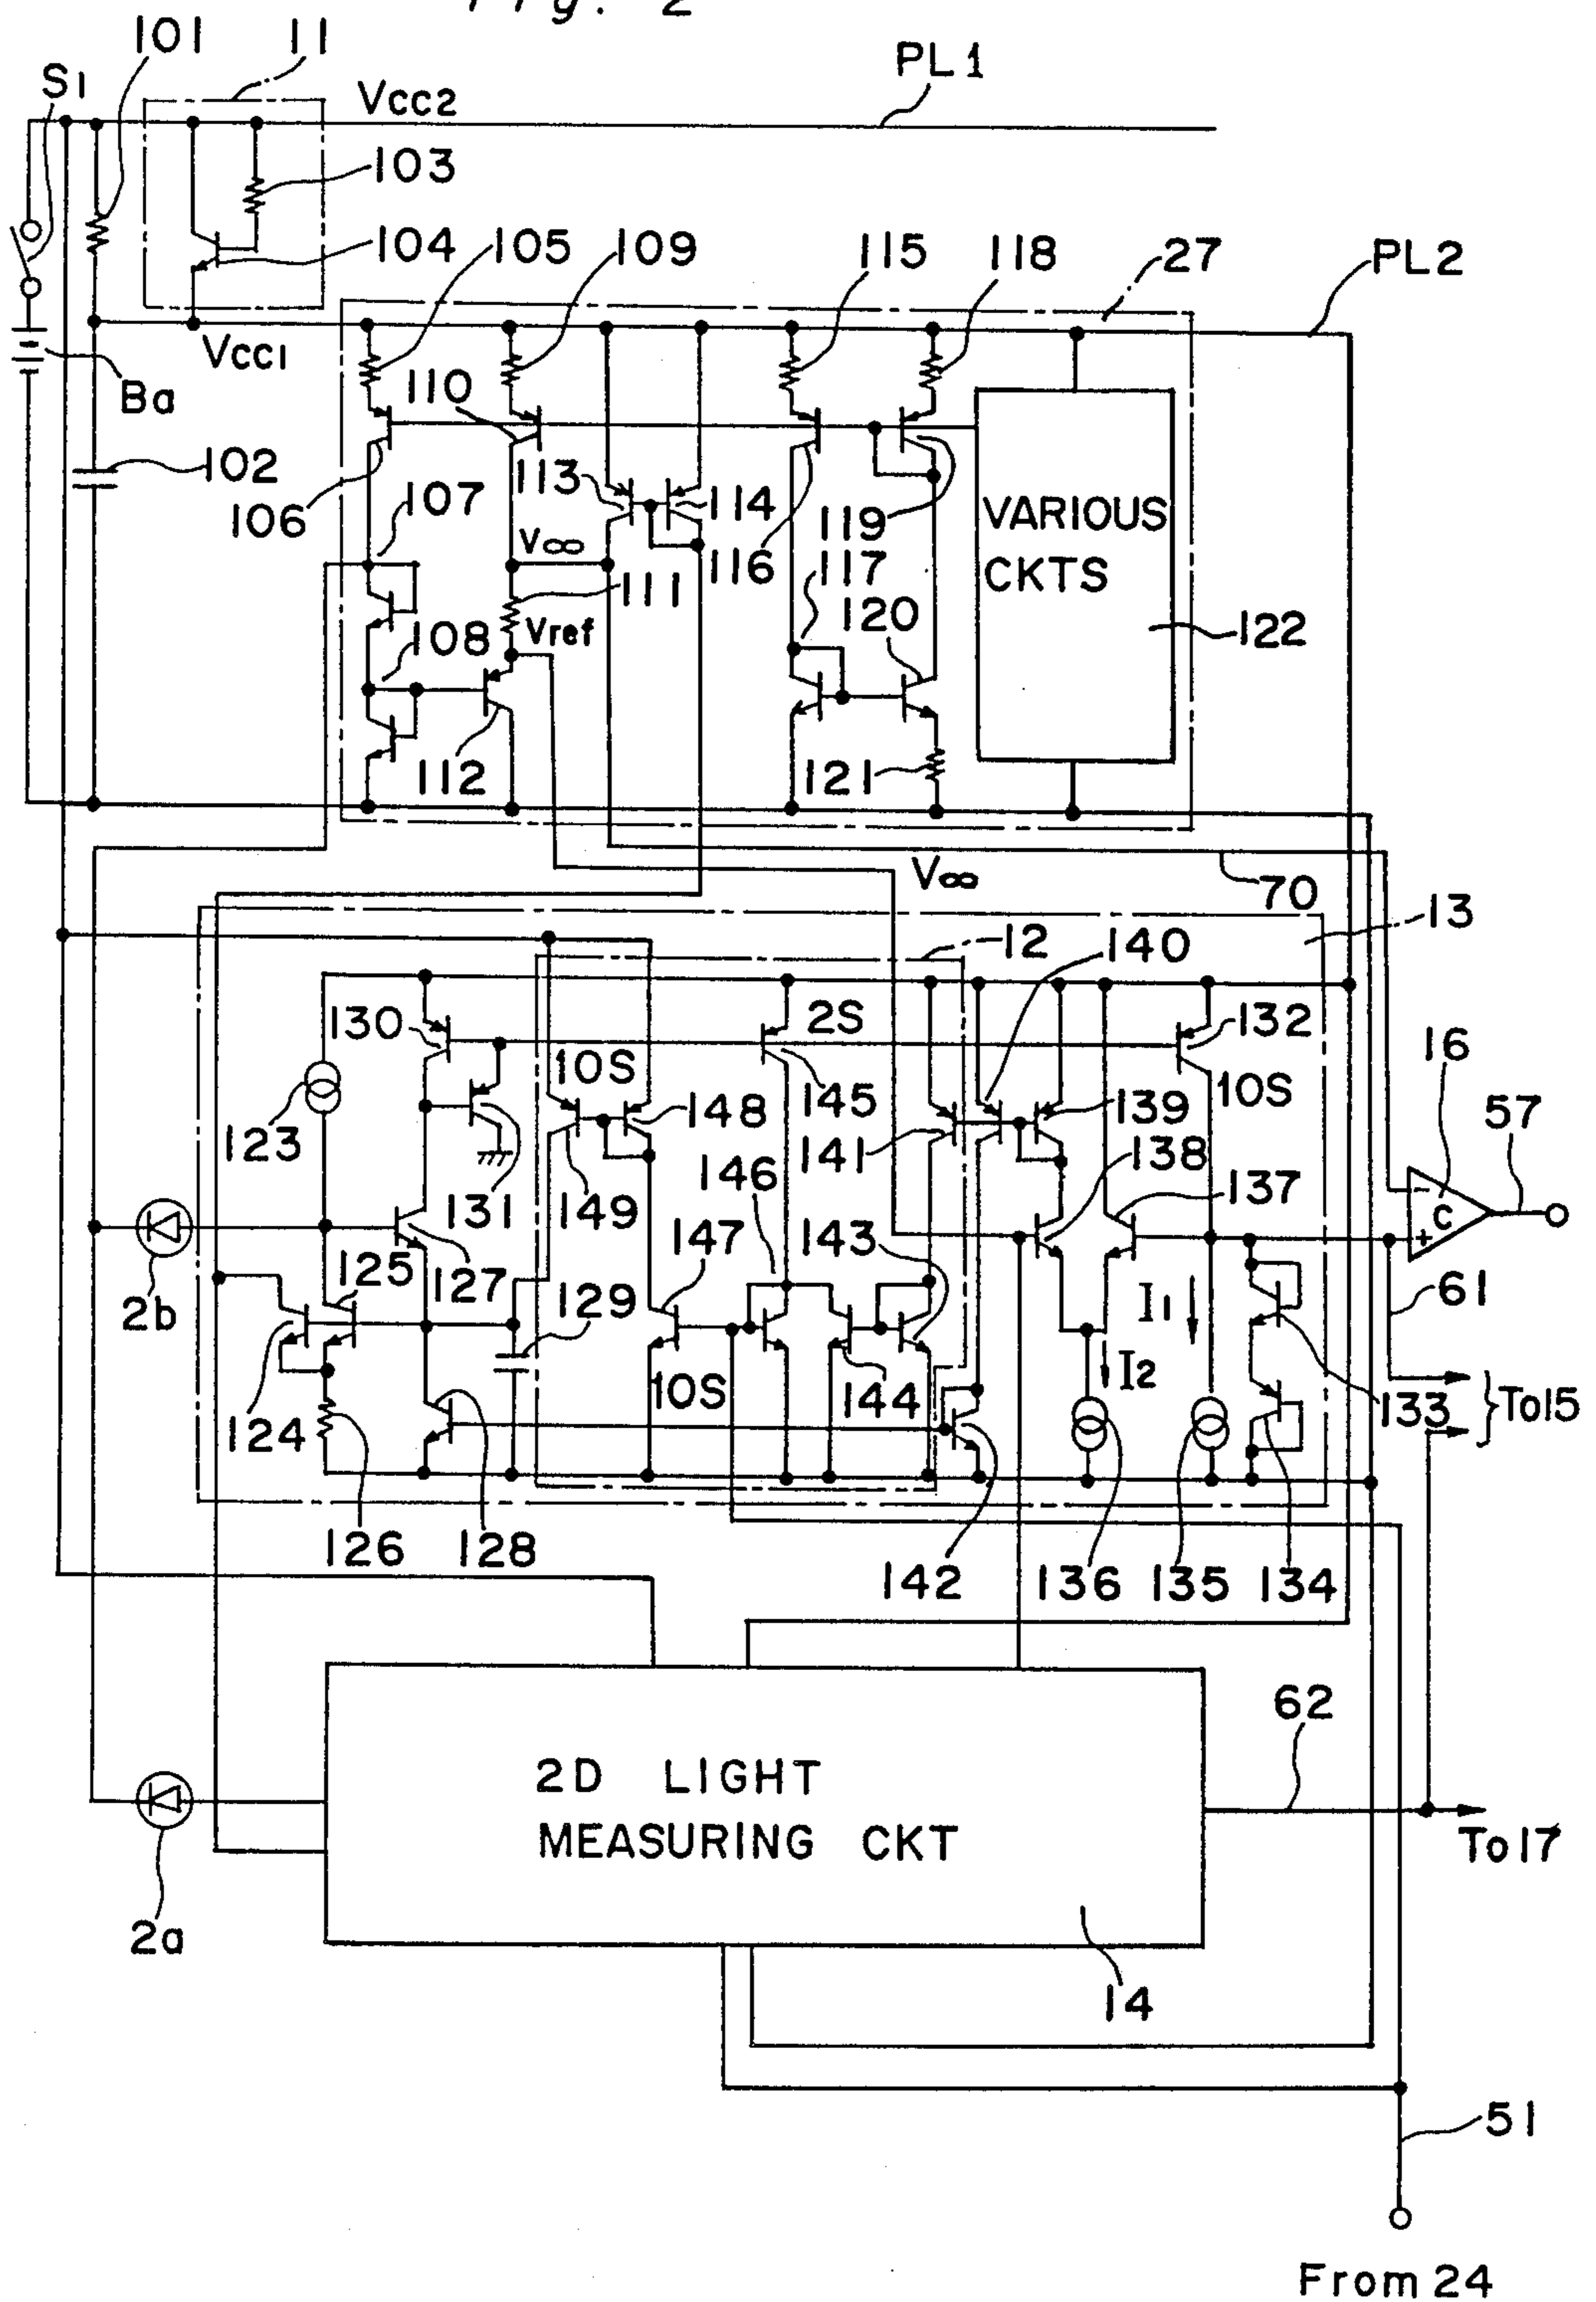 Fig. 2
101
11
S1
VCC2
PL1
103
104
105
109
115
118
27
PL2
VCC1
Ba
110
102
106
107
113
114
V∞
116
119
VARIOUS
CKTS
111
117
108
Vref
120
122
112
121
V∞
70
13
12
140
130
2S
132
10S
16
123
148
145
10S
139
57
141
138
131
149
146
137
C
147
143
125
127
129
2b
61
I1
I2
10S
144
133
To15
124
126
128
142
136
135
134
62
2D LIGHT
MEASURING CKT
To17
2a
14
51
From 24